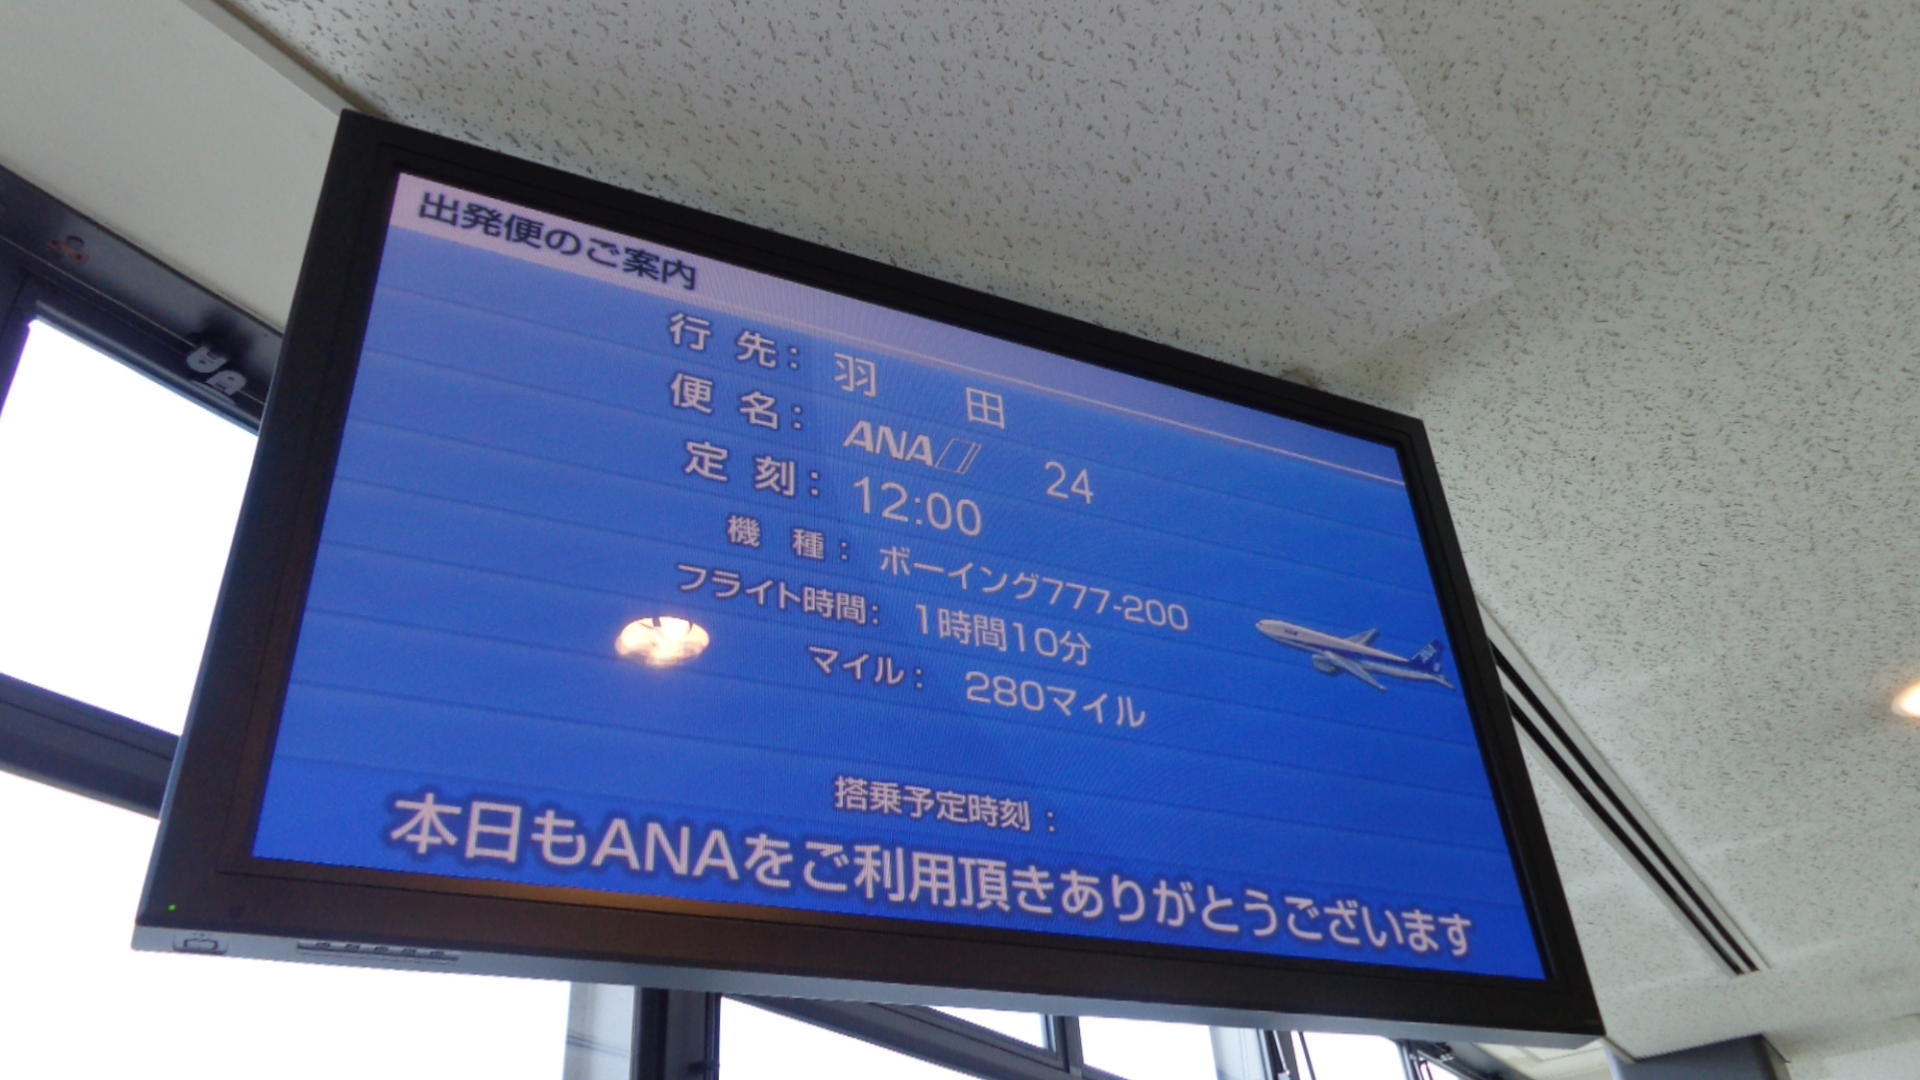 出発便のご案内
行先: 羽田
便名: ANA 24
定刻: 12:00
機種: ボーイング777-200
フライト時間: 1時間10分
マイル: 280マイル
搭乗予定時刻:
本日もANAをご利用頂きありがとうございます